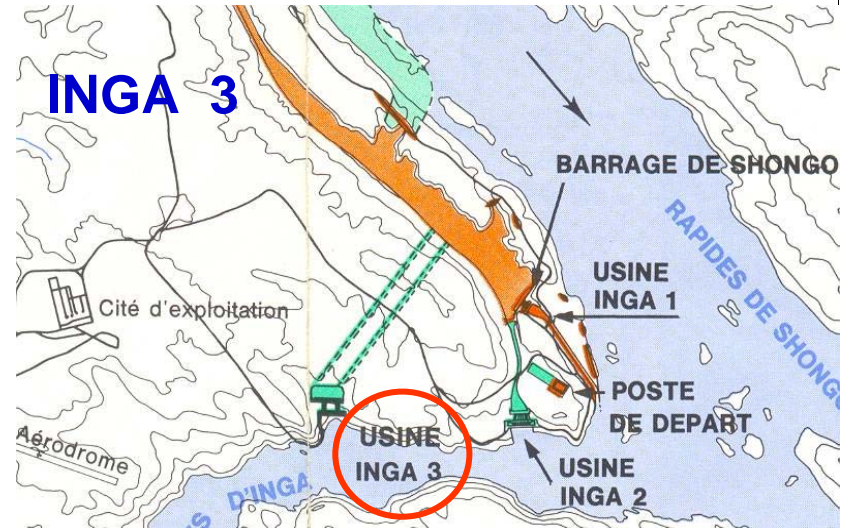 INGA 3
BARRAGE DE SHONGO
RAPIDES DE SHONGO
USINE
INGA 1
Cité d'exploitation
POSTE
DE DEPART
Aérodrome
USINE
INGA 3
USINE
INGA 2
S D'INGA